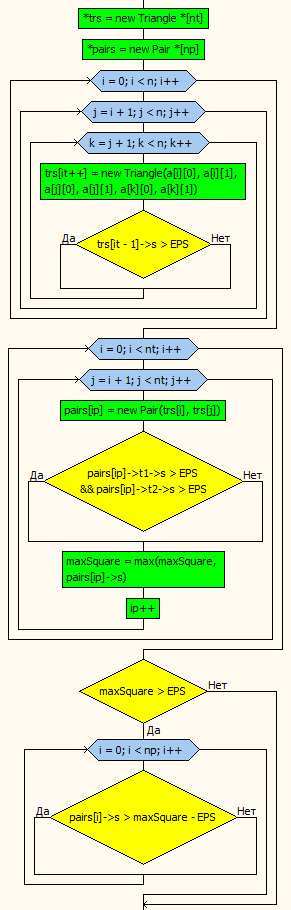 *trs = new Triangle *[nt]
*pairs = new Pair *[np]
i = 0; i < n; i++
j = i + 1; j < n; j++
k = j + 1; k < n; k++
trs[it++] = new Triangle(a[i][0], a[i][1],
a[j][0], a[j][1], a[k][0], a[k][1])
Да
Нет
trs[it - 1]->s > EPS
i = 0; i < nt; i++
j = i + 1; j < nt; j++
pairs[ip] = new Pair(trs[i], trs[j])
Да
Нет
pairs[ip]->t1->s > EPS
&& pairs[ip]->t2->s > EPS
maxSquare = max(maxSquare,
pairs[ip]->s)
ip++
maxSquare > EPS
Нет
Да
i = 0; i < np; i++
Да
Нет
pairs[i]->s > maxSquare - EPS